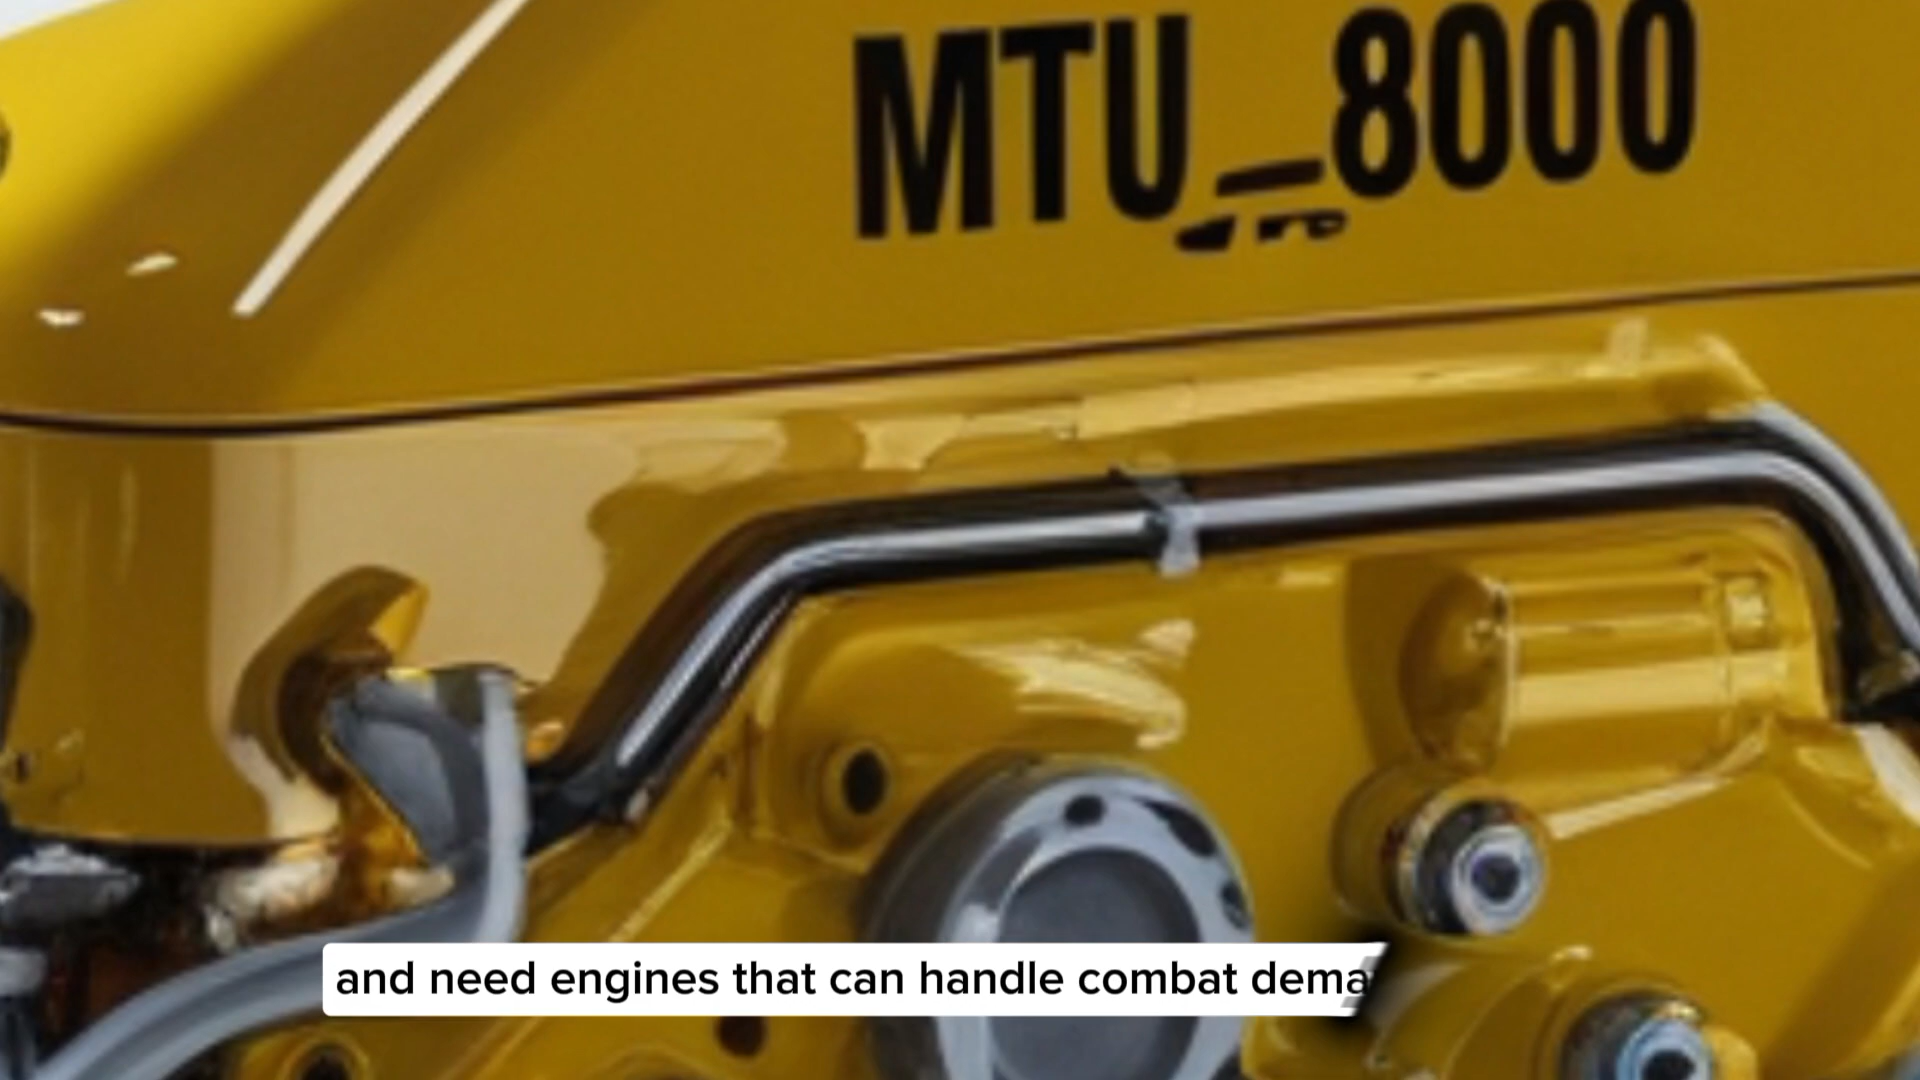 MTU_8000
and need engines that can handle combat dema